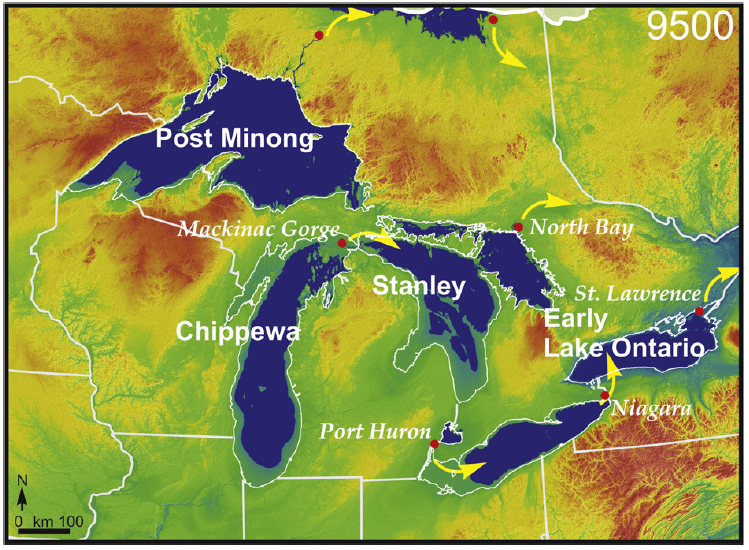 9500
Post Minong
Mackinac Gorge
North Bay
Stanley
St. Lawrence
Chippewa
Early
Lake Ontario
Niagara
Port Huron
N
0 km 100